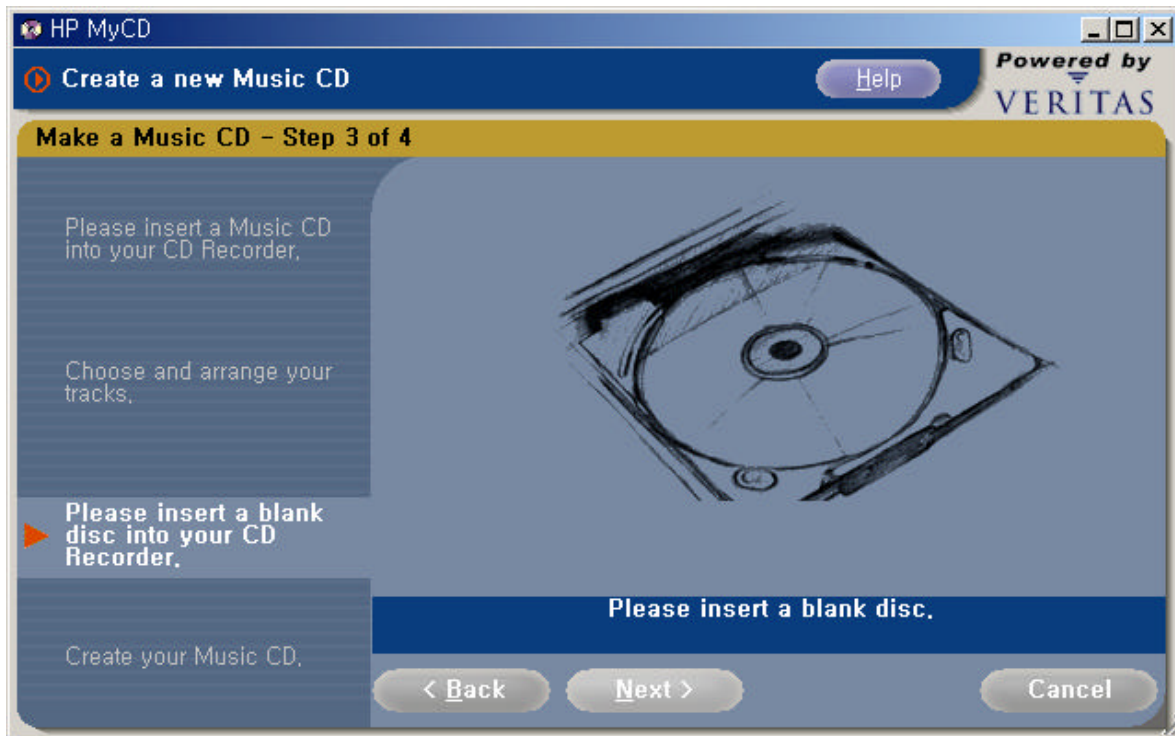 HP MyCD
Create a new Music CD
Help
Powered by
VERITAS
Make a Music CD - Step 3 of 4
Please insert a Music CD
into your CD Recorder.
Choose and arrange your
tracks.
Please insert a blank
disc into your CD
Recorder.
Create your Music CD.
Please insert a blank disc.
< Back
Next >
Cancel